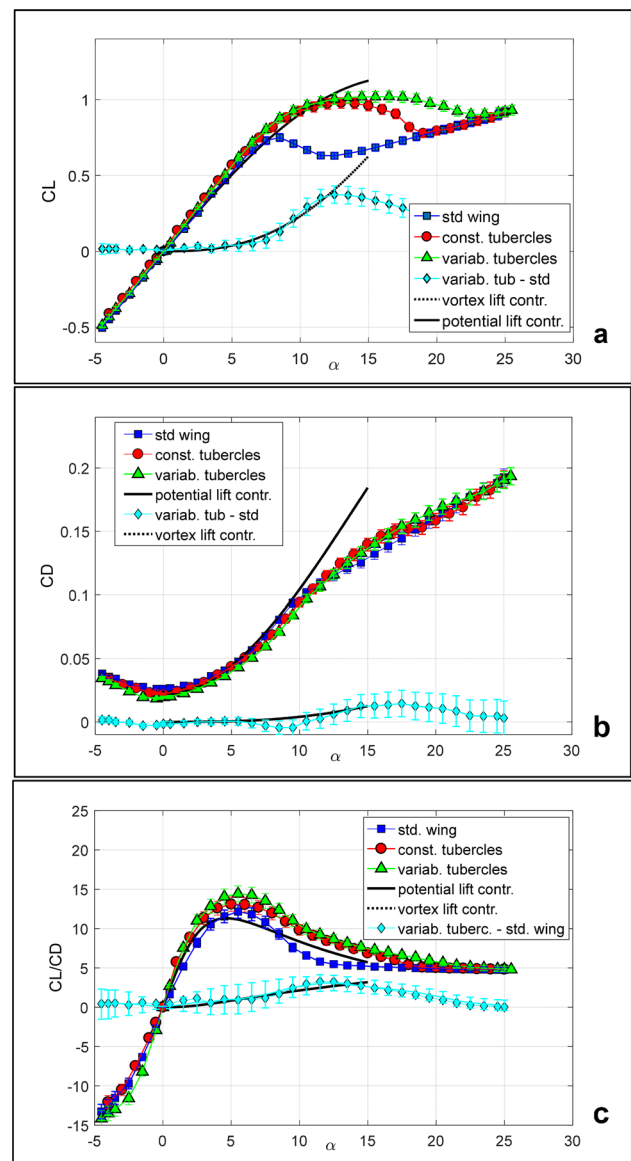 1
0.5
0
-0.5
CL
-5
0
5
10
15
20
25
30
α
std wing
const. tubercles
variab. tubercles
variab. tub - std
vortex lift contr.
potential lift contr.
a
0.2
0.15
0.1
0.05
0
CD
-5
0
5
10
15
20
25
30
α
std wing
const. tubercles
variab. tubercles
potential lift contr.
variab. tub - std
vortex lift contr.
b
25
20
15
10
5
0
-5
-10
-15
CL/CD
-5
0
5
10
15
20
25
30
α
std. wing
const. tubercles
variab. tubercles
potential lift contr.
vortex lift contr.
variab. tuberc. - std. wing
c